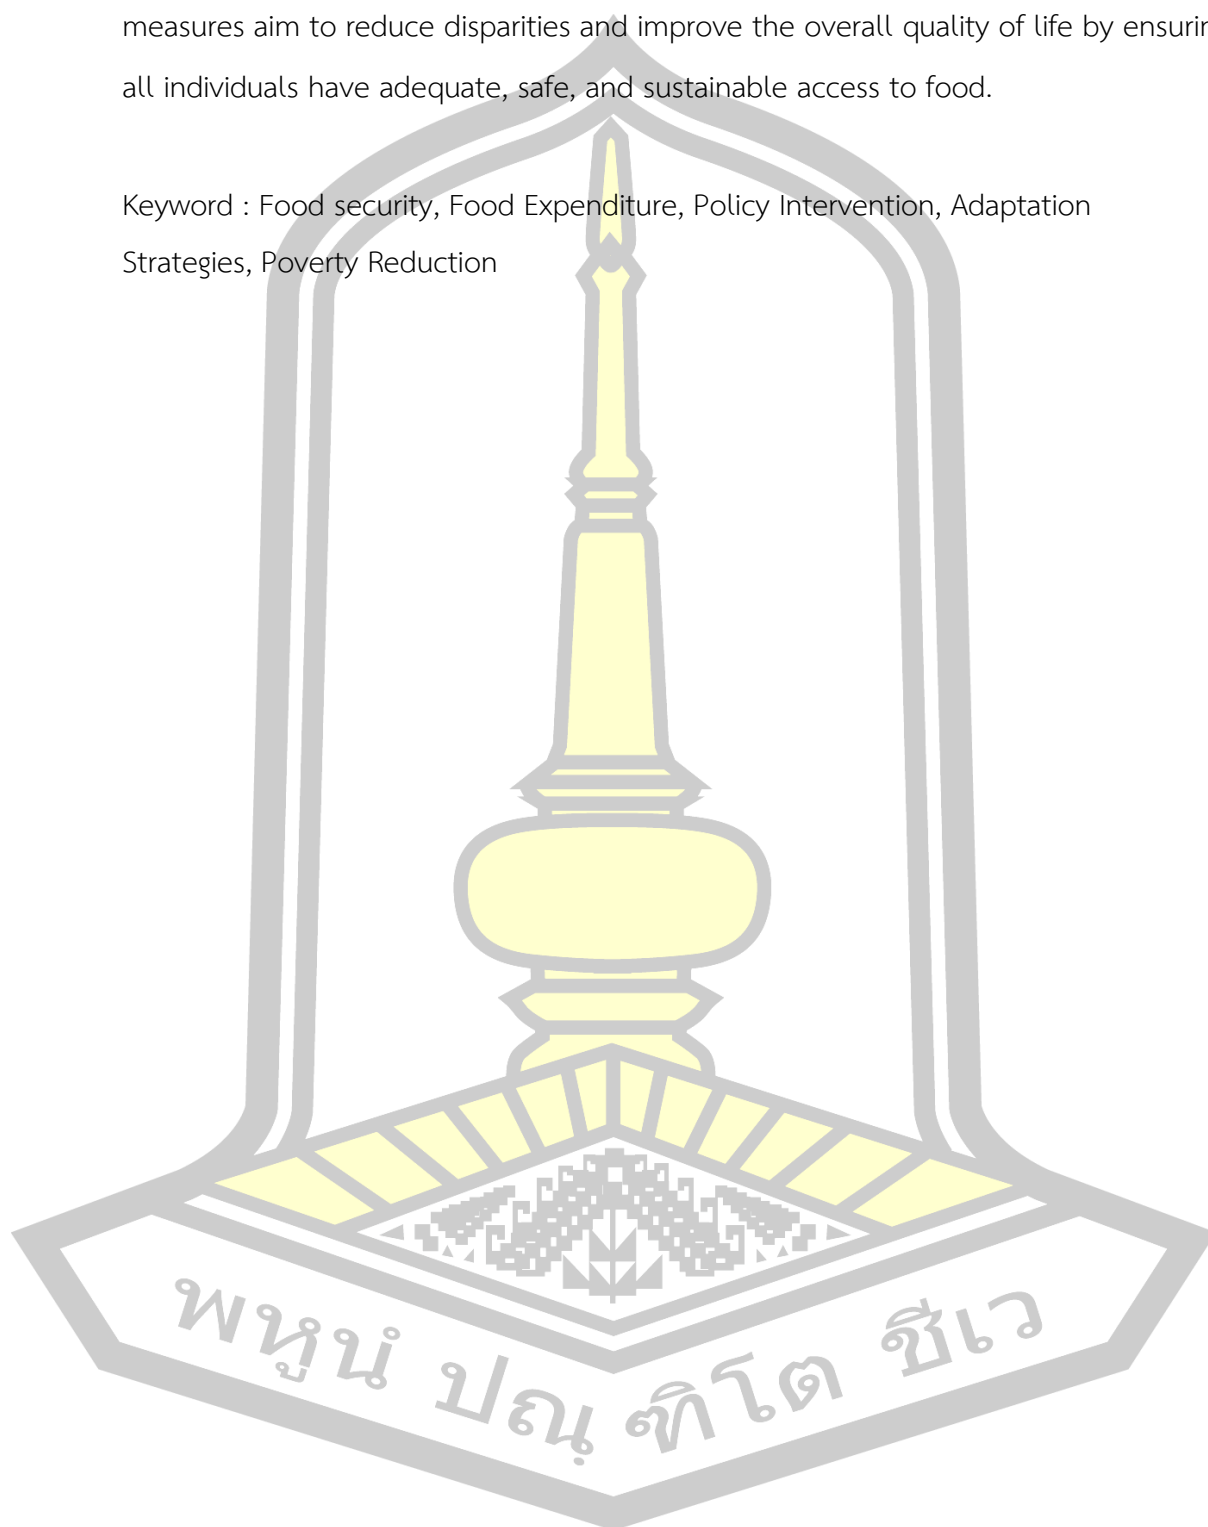 measures aim to reduce disparities and improve the overall quality of life by ensurin
all individuals have adequate, safe, and sustainable access to food.
Keyword : Food security, Food Expenditure, Policy Intervention, Adaptation
Strategies, Poverty Reduction
พหูนํ ปณฺฑิโต ชีเว